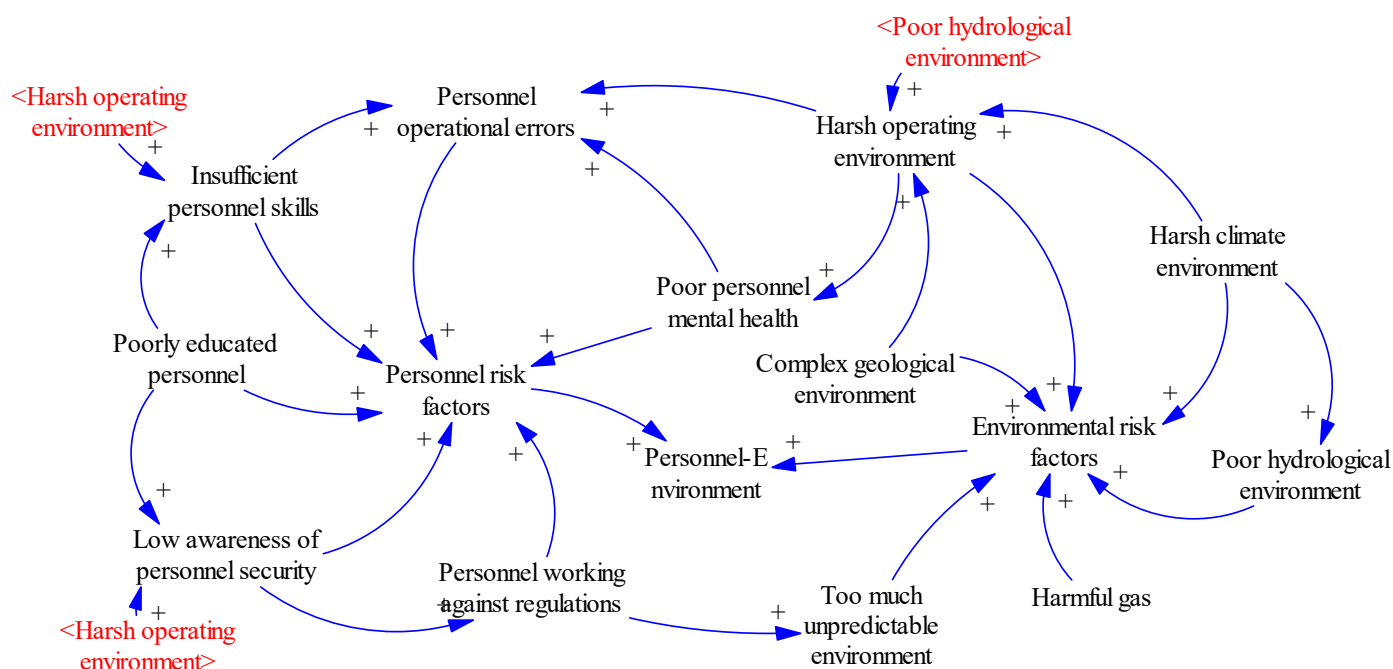 <Poor hydrological
environment>
<Harsh operating
environment>
Personnel
operational errors
Harsh operating
environment
Insufficient
personnel skills
Harsh climate
environment
Poor personnel
mental health
Poorly educated
personnel
Personnel risk
factors
Complex geological
environment
Personnel-E
nvironment
Environmental risk
factors
Poor hydrological
environment
Low awareness of
personnel security
Personnel working
against regulations
Too much
unpredictable
environment
Harmful gas
<Harsh operating
environment>